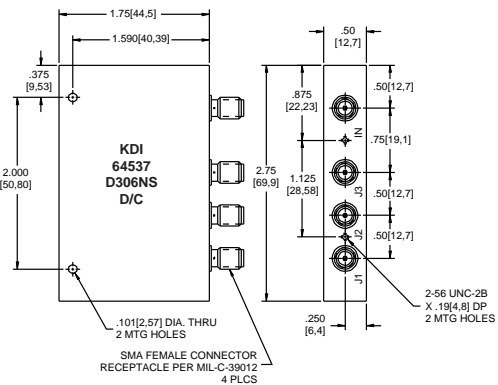 1.75[44,5]
1.590[40,39]
.375
[9,53]
2.000
[50,80]
KDI
64537
D306NS
D/C
.101[2,57] DIA. THRU
2 MTG HOLES
SMA FEMALE CONNECTOR
RECEPTACLE PER MIL-C-39012
4 PLCS
.50
[12,7]
.875
[22,23]
.50[12,7]
IN
.75[19,1]
2.75
[69,9]
1.125
[28,58]
J3
.50[12,7]
J2
.50[12,7]
J1
.250
[6,4]
2-56 UNC-2B
X .19[4,8] DP
2 MTG HOLES